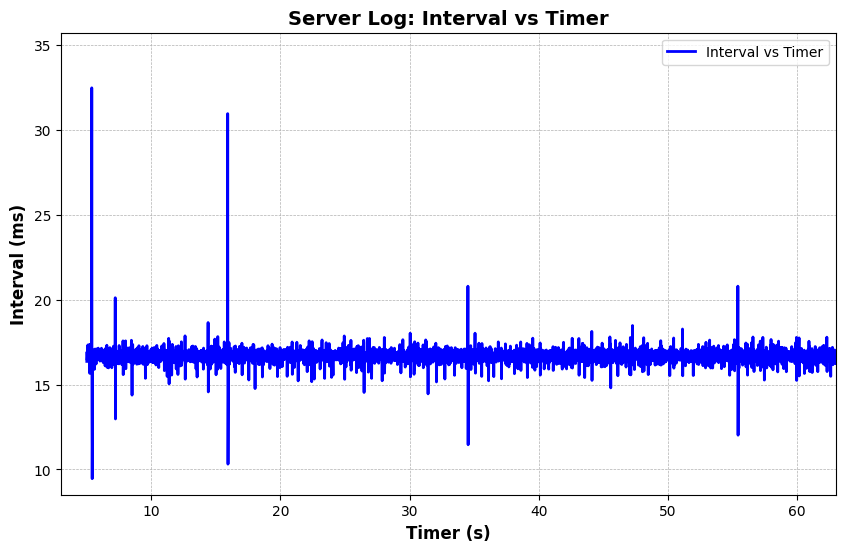 Server Log: Interval vs Timer
Interval vs Timer
35
30
25
20
15
10
Interval (ms)
10 20 30 40 50 60
Timer (s)